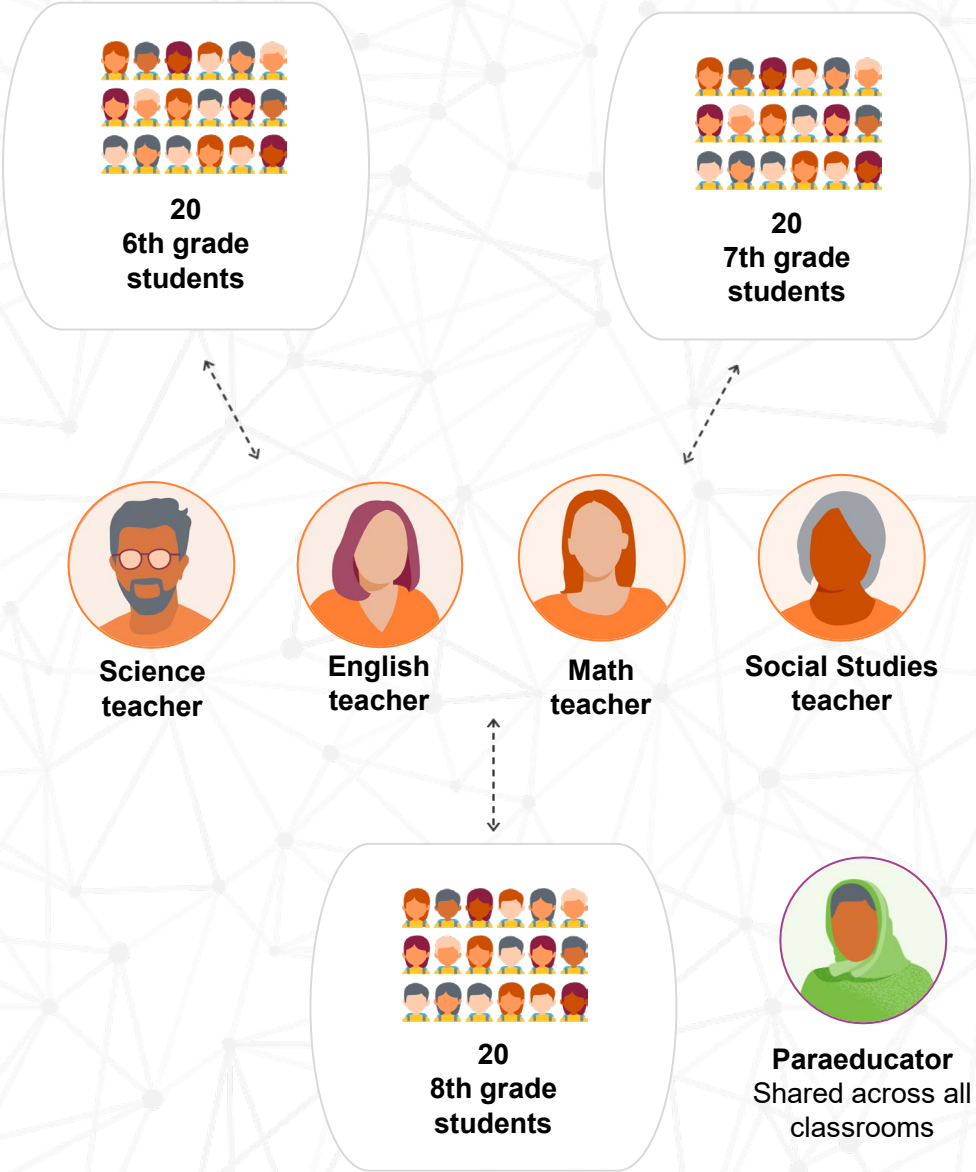 20
6th grade
students
20
7th grade
students
Science
teacher
English
teacher
Math
teacher
Social Studies
teacher
20
8th grade
students
Paraeducator
Shared across all
classrooms